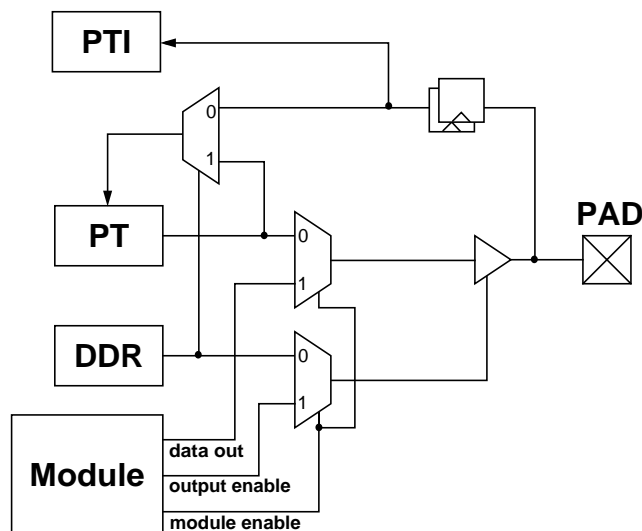 PTI
0
1
PT
PAD
0
1
DDR
0
1
Module
data out
output enable
module enable